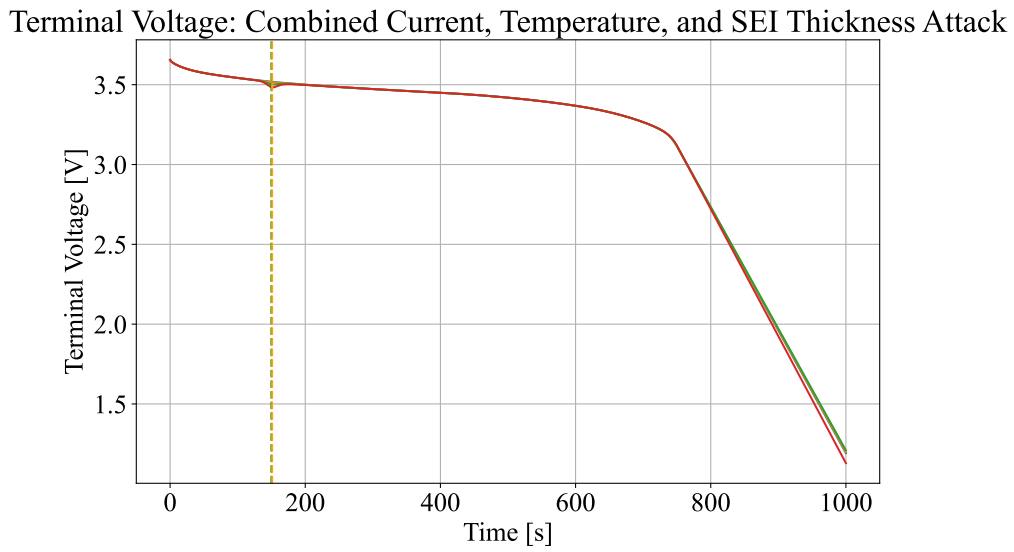 Terminal Voltage: Combined Current, Temperature, and SEI Thickness Attack
Terminal Voltage [V]
3.5
3.0
2.5
2.0
1.5
0 200 400 600 800 1000
Time [s]